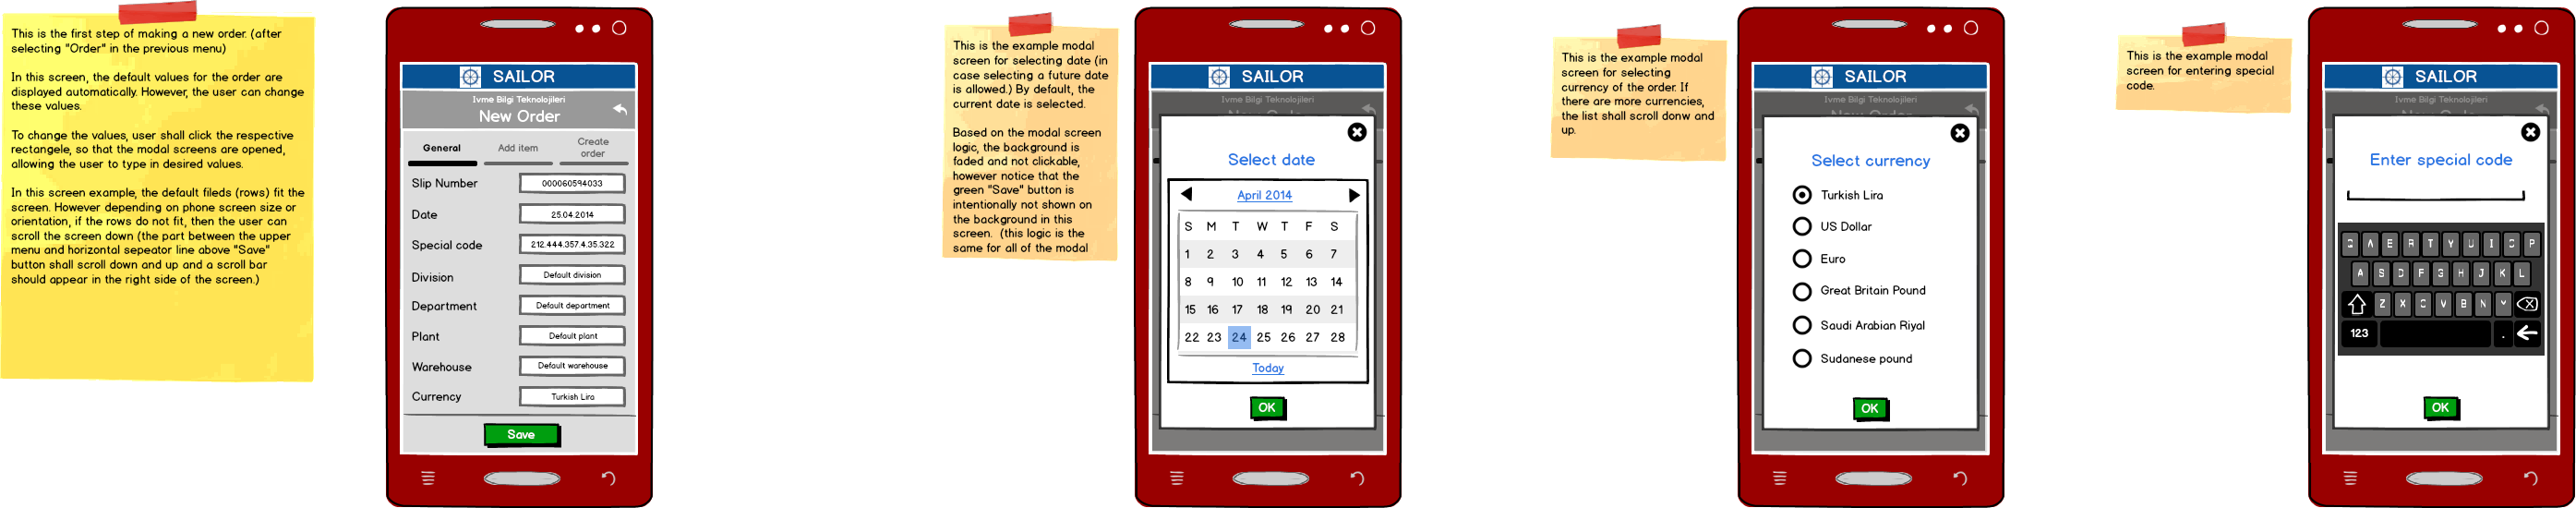 This is the first step of making a new order. (after
selecting "Order" in the previous menu)
In this screen, the default values for the order are
displayed automatically. However, the user can change
these values.
To change the values, user shall click the respective
rectangele, so that the modal screens are opened,
allowing the user to type in desired values.
In this screen example, the default fileds (rows) fit the
screen. However depending on phone screen size or
orientation, if the rows do not fit, then the user can
scroll the screen down (the part between the upper
menu and horizontal sepeator line above "Save"
button shall scroll down and up and a scroll bar
should appear in the right side of the screen.)
SAILOR
Ivme Bilgi Teknolojileri
New Order
General Add item Create
order
Slip Number 000060594033
Date 25.04.2014
Special code 212.444.357.4.35.322
Division Default division
Department Default department
Plant Default plant
Warehouse Default warehouse
Currency Turkish Lira
Save
This is the example modal
screen for selecting date (in
case selecting a future date
is allowed.) By default, the
current date is selected.
Based on the modal screen
logic, the background is
faded and not clickable,
however notice that the
green "Save" button is
intentionally not shown on
the background in this
screen. (this logic is the
same for all of the modal
SAILOR
Ivme Bilgi Teknolojileri
New Order
Select date
April 2014
S M T W T F S
1 2 3 4 5 6 7
8 9 10 11 12 13 14
15 16 17 18 19 20 21
22 23 24 25 26 27 28
Today
OK
This is the example modal
screen for selecting
currency of the order. If
there are more currencies,
the list shall scroll donw and
up.
SAILOR
Ivme Bilgi Teknolojileri
New Order
Select currency
Turkish Lira
US Dollar
Euro
Great Britain Pound
Saudi Arabian Riyal
Sudanese pound
OK
This is the example modal
screen for entering special
code.
SAILOR
Ivme Bilgi Teknolojileri
New Order
Enter special code
Q W E R T Y U I O P
A S D F G H J K L
Z X C V B N M
123 .
OK